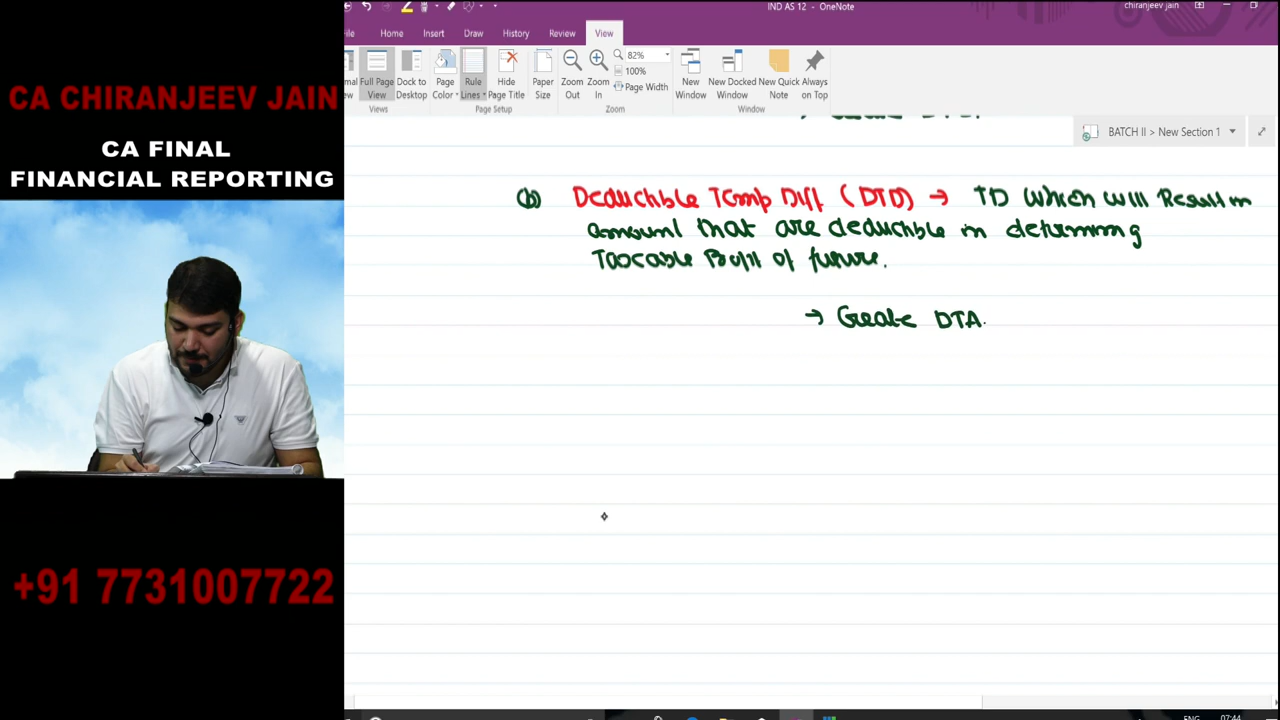 IND AS 12 - OneNote
chiranjeev jain
Home Insert Draw History Review View
Full Page View
Dock to Desktop
Page Color
Rule Lines
Hide Page Title
Paper Size
Zoom Out
Zoom In
82%
100%
Page Width
New Window
New Docked Window
New Quick Note
Always on Top
Views Page Setup Zoom Window
BATCH II > New Section 1
CA CHIRANJEEV JAIN
CA FINAL
FINANCIAL REPORTING
+91 7731007722
(b) Deductible Temp Diff (DTD) → TD which will Result in
amount that are deductible in determining
Taxable Profit of future.
→ Create DTA.
ENG 07:44